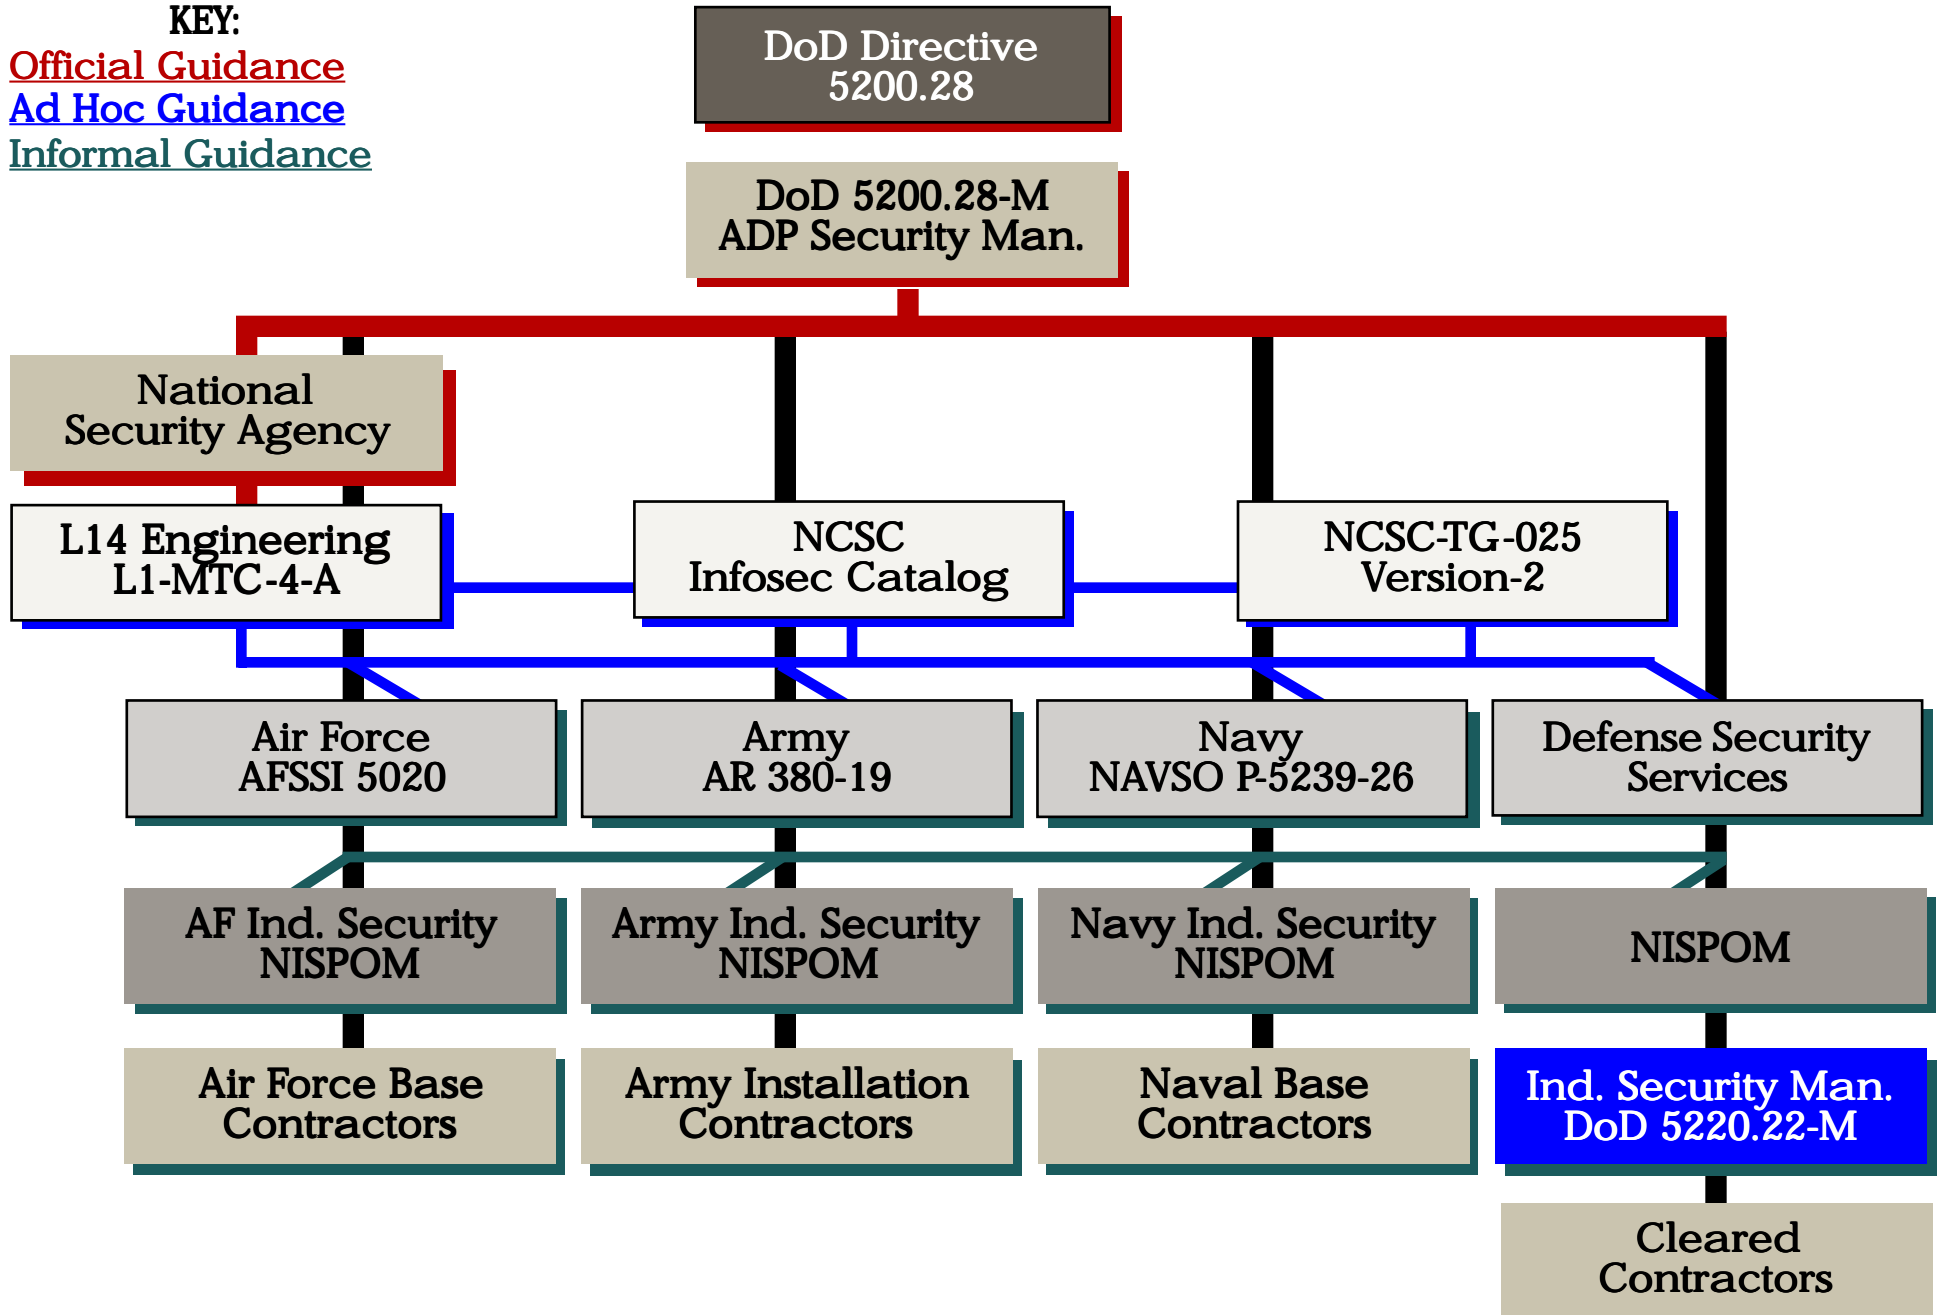 KEY:
Official Guidance
Ad Hoc Guidance
Informal Guidance
DoD Directive
5200.28
DoD 5200.28-M
ADP Security Man.
National
Security Agency
L14 Engineering
L1-MTC-4-A
NCSC
Infosec Catalog
NCSC-TG-025
Version-2
Air Force
AFSSI 5020
Army
AR 380-19
Navy
NAVSO P-5239-26
Defense Security
Services
AF Ind. Security
NISPOM
Army Ind. Security
NISPOM
Navy Ind. Security
NISPOM
NISPOM
Air Force Base
Contractors
Army Installation
Contractors
Naval Base
Contractors
Ind. Security Man.
DoD 5220.22-M
Cleared
Contractors